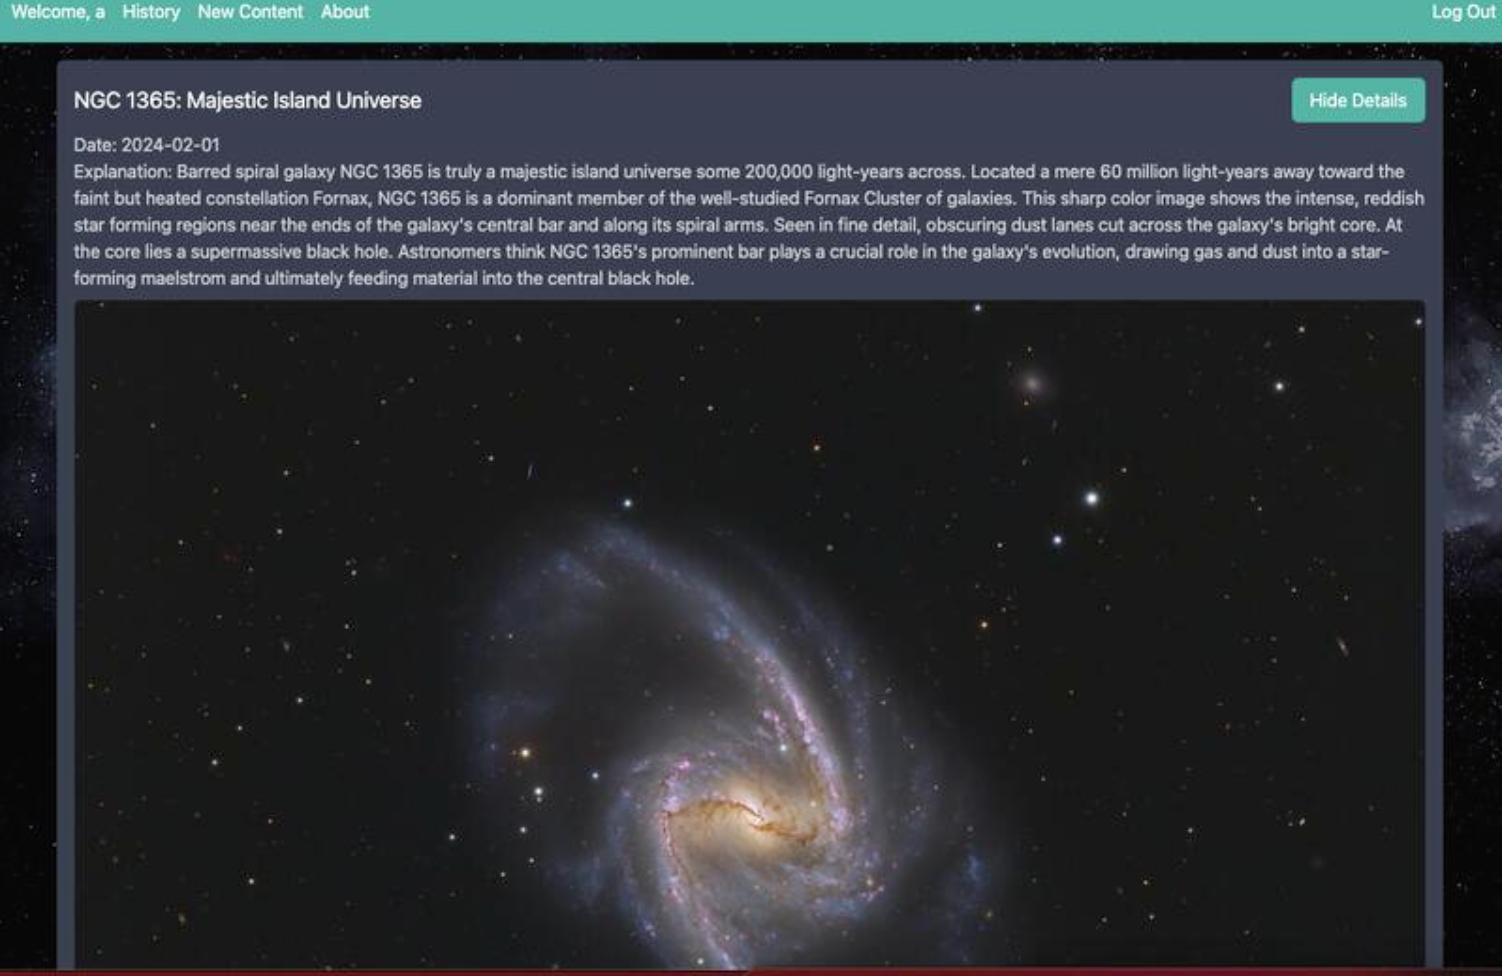 Welcome, a History New Content About Log Out
NGC 1365: Majestic Island Universe Hide Details
Date: 2024-02-01
Explanation: Barred spiral galaxy NGC 1365 is truly a majestic island universe some 200,000 light-years across. Located a mere 60 million light-years away toward the
faint but heated constellation Fornax, NGC 1365 is a dominant member of the well-studied Fornax Cluster of galaxies. This sharp color image shows the intense, reddish
star forming regions near the ends of the galaxy's central bar and along its spiral arms. Seen in fine detail, obscuring dust lanes cut across the galaxy's bright core. At
the core lies a supermassive black hole. Astronomers think NGC 1365's prominent bar plays a crucial role in the galaxy's evolution, drawing gas and dust into a star-
forming maelstrom and ultimately feeding material into the central black hole.